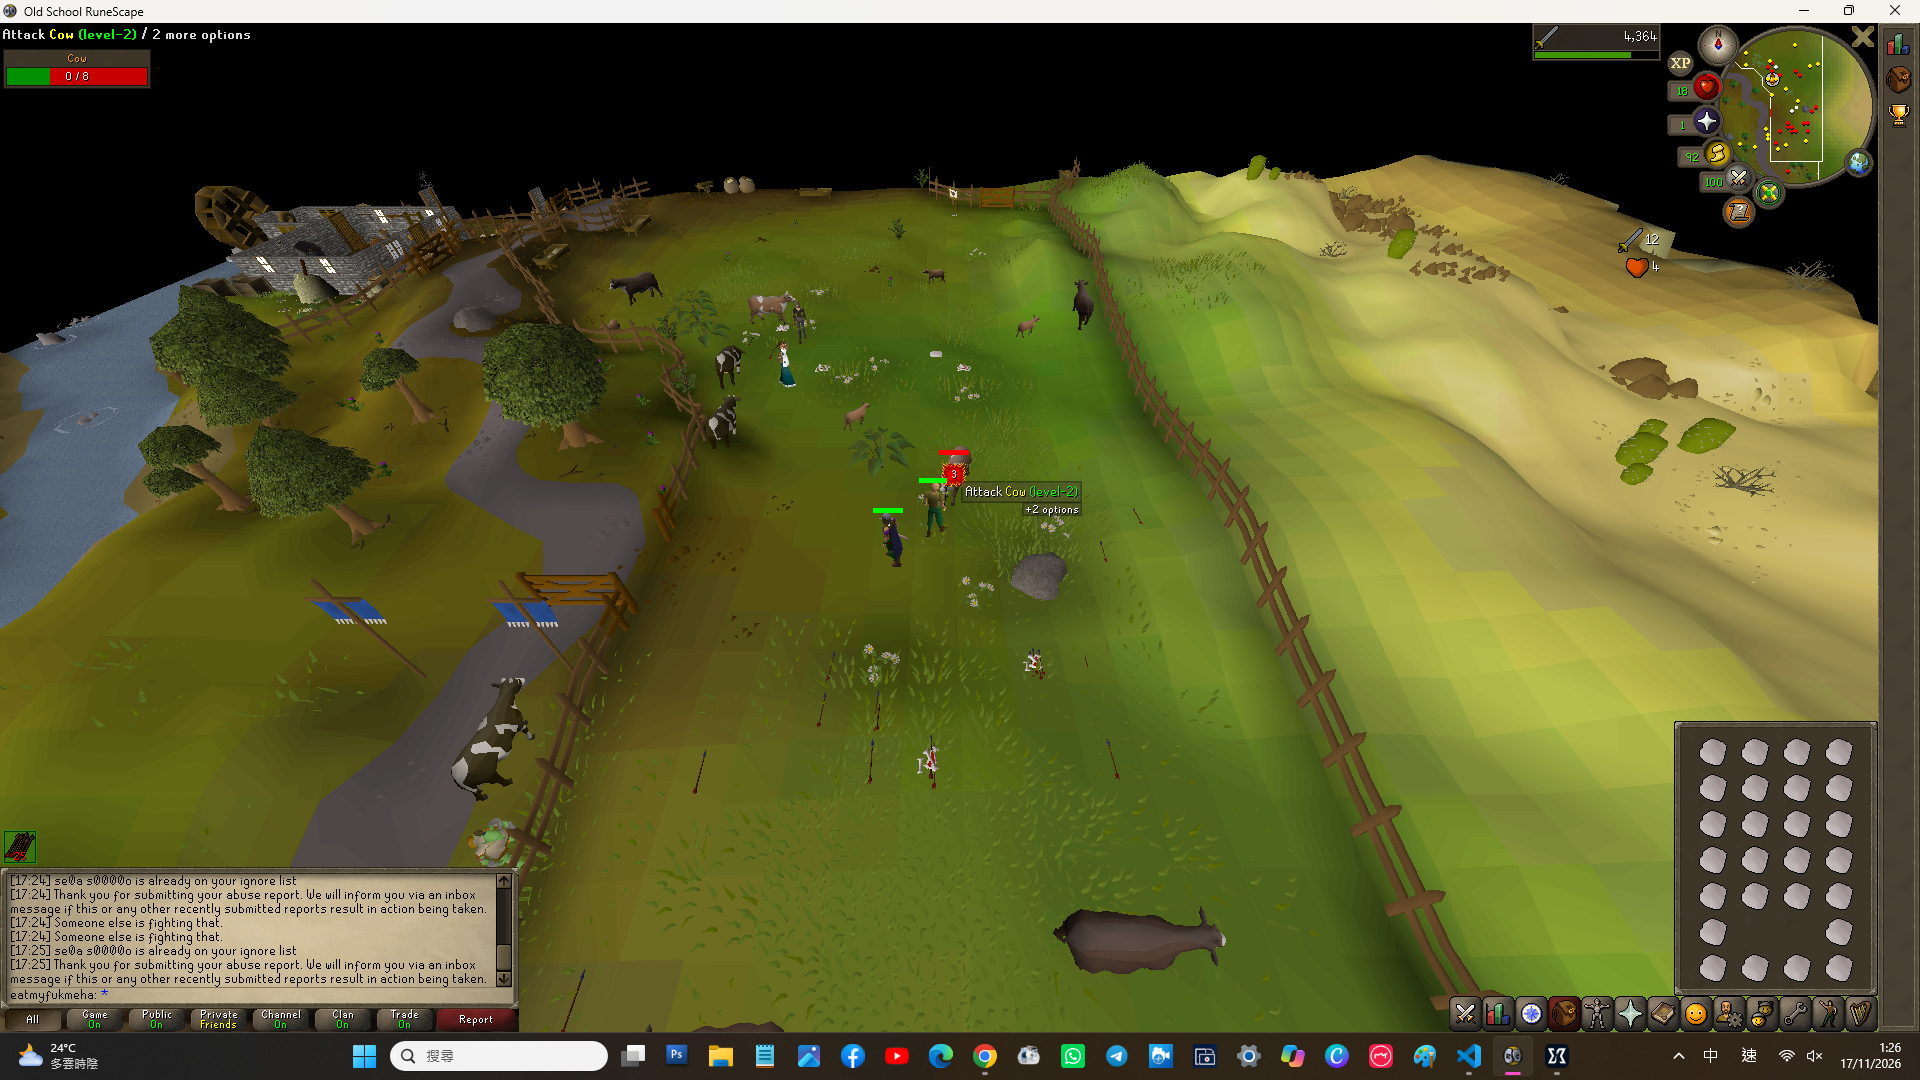 Old School RuneScape
Attack Cow (level-2) / 2 more options
Cow
0 / 8
4,364
N
XP
18
1
92
100
12
4
3
Attack Cow (level-2)
+2 options
23
[17:24] se0a s0000o is already on your ignore list
[17:24] Thank you for submitting your abuse report. We will inform you via an inbox
message if this or any other recently submitted reports result in action being taken.
[17:24] Someone else is fighting that.
[17:24] Someone else is fighting that.
[17:25] se0a s0000o is already on your ignore list
[17:25] Thank you for submitting your abuse report. We will inform you via an inbox
message if this or any other recently submitted reports result in action being taken.
eatmyfukmeha: *
All
Game
On
Public
On
Private
Friends
Channel
On
Clan
On
Trade
On
Report
24°C
多雲時陰
搜尋
Ps
中
速
1:26
17/11/2026